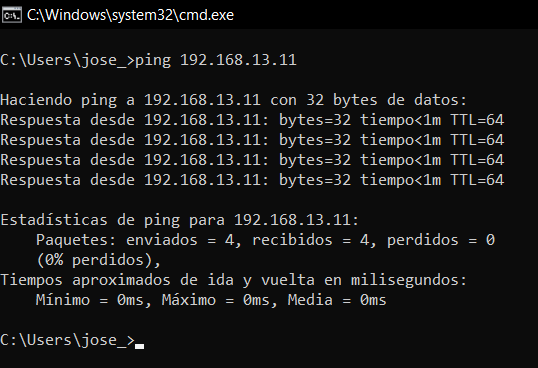 C:\Windows\system32\cmd.exe
C:\Users\jose_>ping 192.168.13.11
Haciendo ping a 192.168.13.11 con 32 bytes de datos:
Respuesta desde 192.168.13.11: bytes=32 tiempo<1m TTL=64
Respuesta desde 192.168.13.11: bytes=32 tiempo<1m TTL=64
Respuesta desde 192.168.13.11: bytes=32 tiempo<1m TTL=64
Respuesta desde 192.168.13.11: bytes=32 tiempo<1m TTL=64
Estadísticas de ping para 192.168.13.11:
    Paquetes: enviados = 4, recibidos = 4, perdidos = 0
    (0% perdidos),
Tiempos aproximados de ida y vuelta en milisegundos:
    Mínimo = 0ms, Máximo = 0ms, Media = 0ms
C:\Users\jose_>